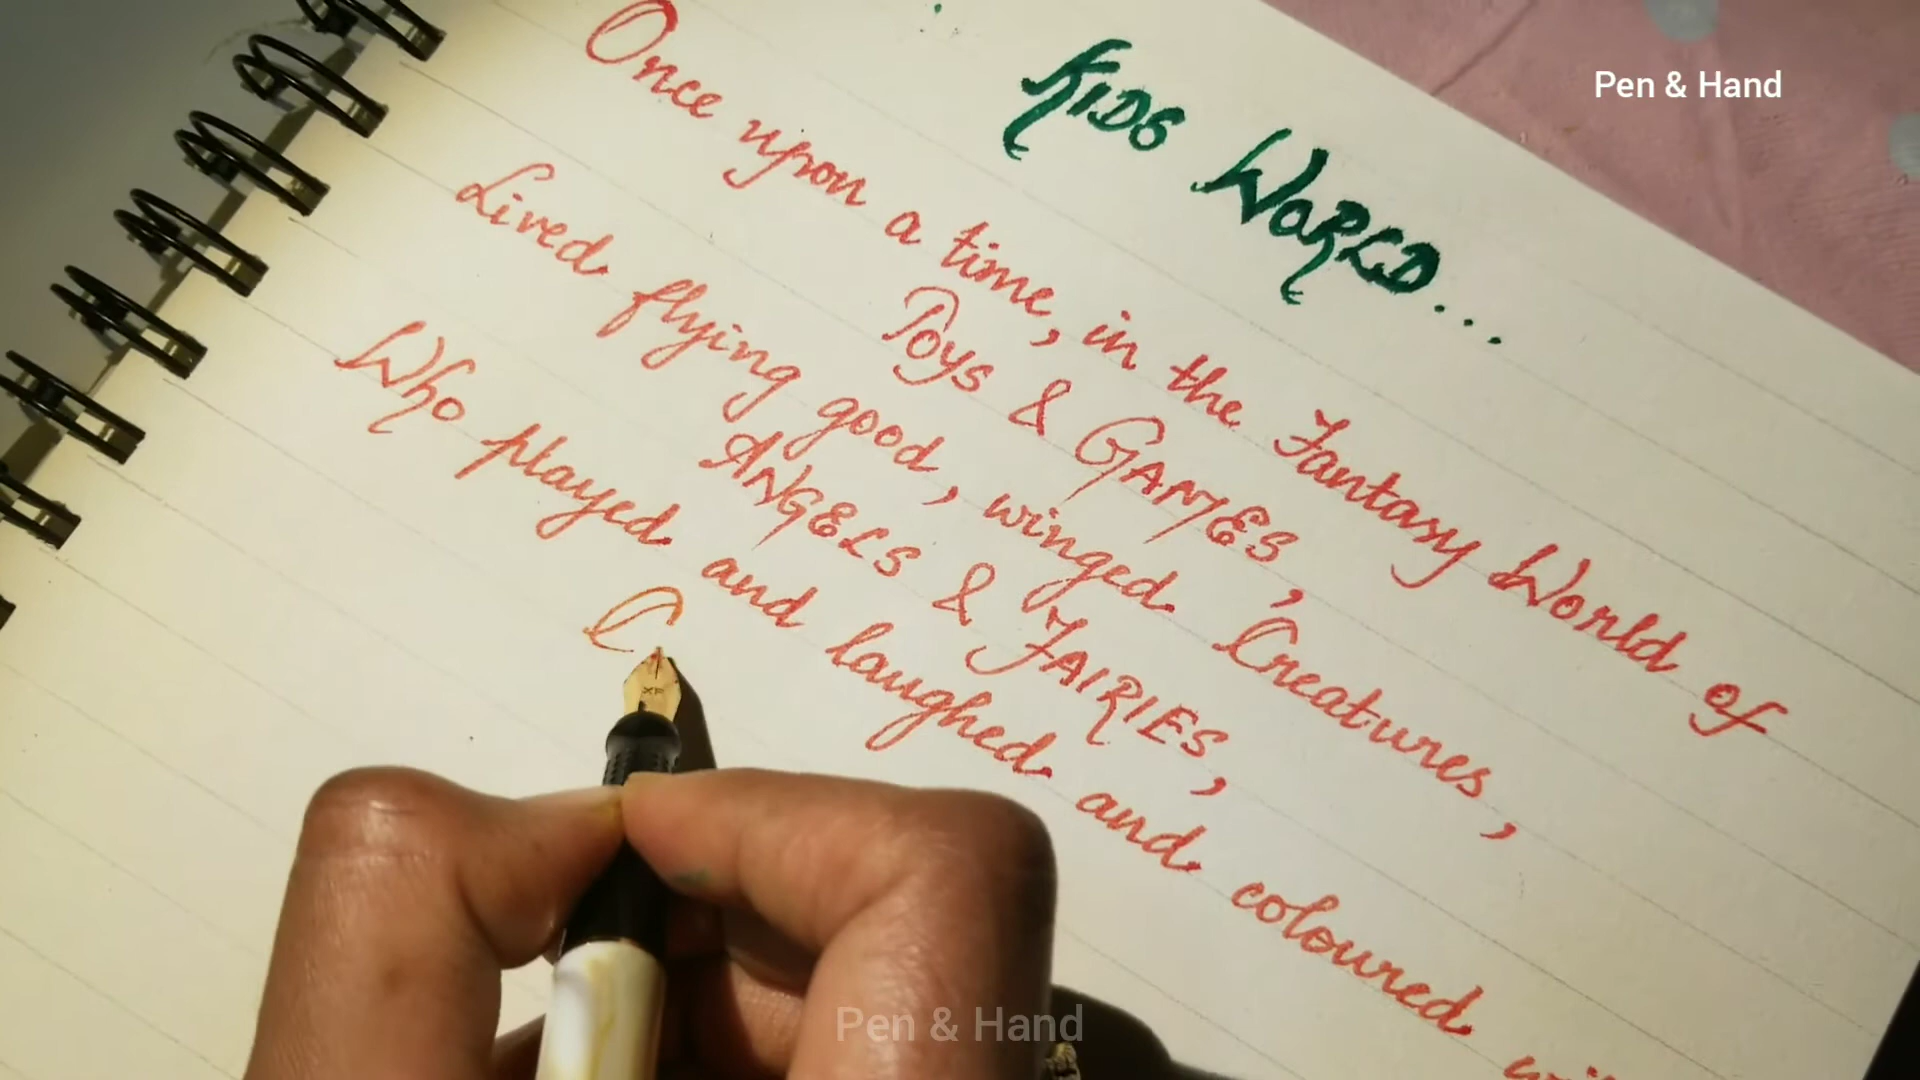 Pen & Hand
KIDS WORLD...
Once upon a time, in the Fantasy World of
Toys & GAMES,
Lived flying good, winged Creatures,
ANGELS & FAIRIES,
Who played and laughed and coloured
C
XF
Pen & Hand